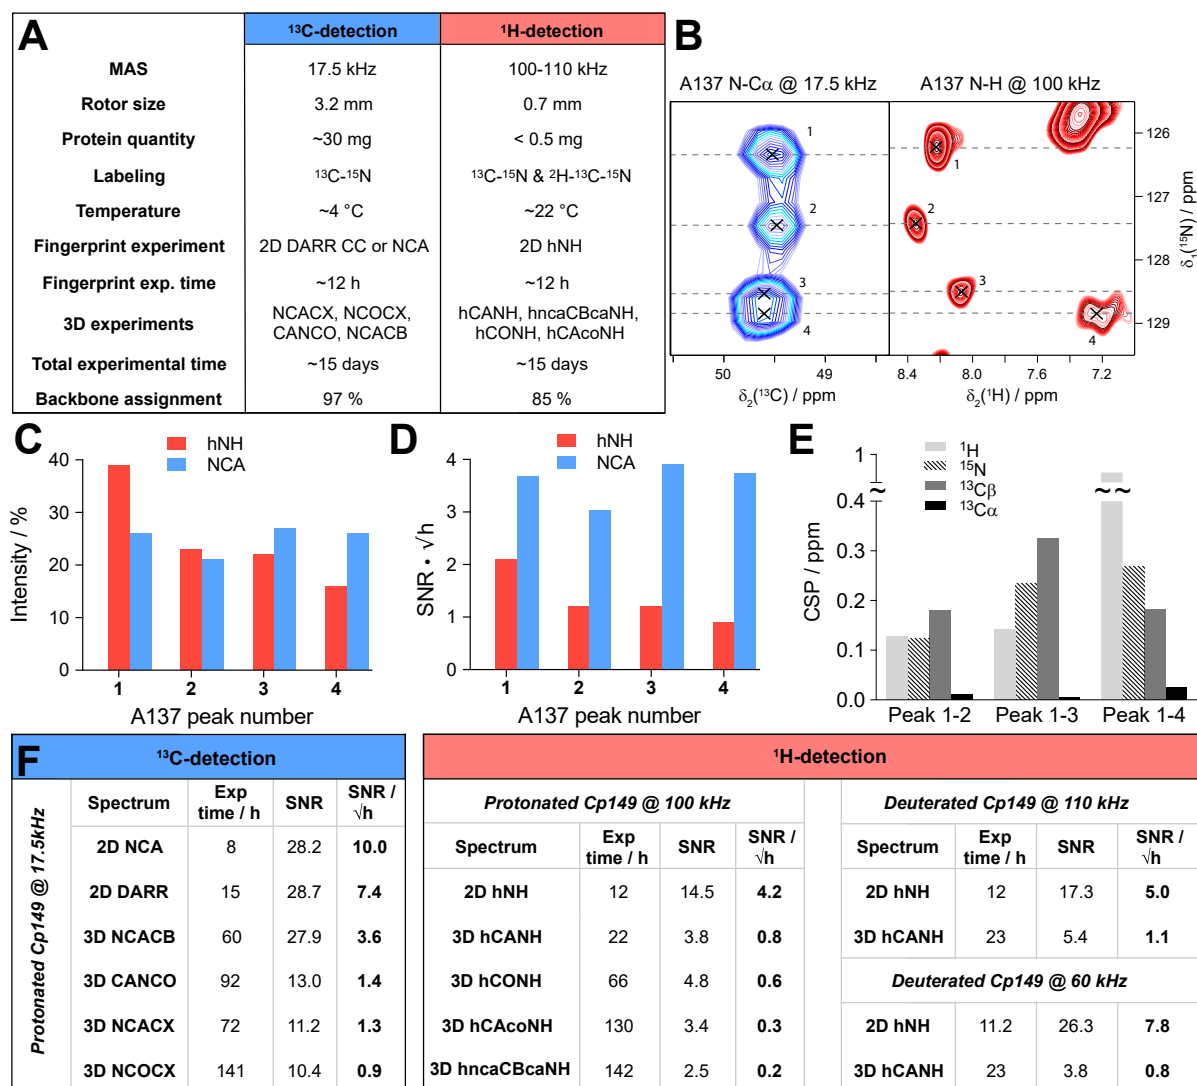 A
¹³C-detection ¹H-detection
MAS 17.5 kHz 100-110 kHz
Rotor size 3.2 mm 0.7 mm
Protein quantity ~30 mg < 0.5 mg
Labeling ¹³C-¹⁵N ¹³C-¹⁵N & ²H-¹³C-¹⁵N
Temperature ~4 °C ~22 °C
Fingerprint experiment 2D DARR CC or NCA 2D hNH
Fingerprint exp. time ~12 h ~12 h
3D experiments NCACX, NCOCX, CANCO, NCACB hCANH, hncaCBcaNH, hCONH, hCAcoNH
Total experimental time ~15 days ~15 days
Backbone assignment 97 % 85 %
B
A137 N-Cα @ 17.5 kHz A137 N-H @ 100 kHz
1
2
3
4
1
2
3
4
126
127
128
129
δ₁(¹⁵N) / ppm
50 49
δ₂(¹³C) / ppm
8.4 8.0 7.6 7.2
δ₂(¹H) / ppm
C
hNH
NCA
Intensity / %
40
30
20
10
0
1 2 3 4
A137 peak number
D
hNH
NCA
SNR • √h
4
3
2
1
0
1 2 3 4
A137 peak number
E
¹H
¹⁵N
¹³Cβ
¹³Cα
CSP / ppm
1
~
~~
0.4
0.3
0.2
0.1
0.0
Peak 1-2 Peak 1-3 Peak 1-4
F
¹³C-detection
Protonated Cp149 @ 17.5kHz
Spectrum Exp time / h SNR SNR / √h
2D NCA 8 28.2 10.0
2D DARR 15 28.7 7.4
3D NCACB 60 27.9 3.6
3D CANCO 92 13.0 1.4
3D NCACX 72 11.2 1.3
3D NCOCX 141 10.4 0.9
¹H-detection
Protonated Cp149 @ 100 kHz
Spectrum Exp time / h SNR SNR / √h
2D hNH 12 14.5 4.2
3D hCANH 22 3.8 0.8
3D hCONH 66 4.8 0.6
3D hCAcoNH 130 3.4 0.3
3D hncaCBcaNH 142 2.5 0.2
Deuterated Cp149 @ 110 kHz
Spectrum Exp time / h SNR SNR / √h
2D hNH 12 17.3 5.0
3D hCANH 23 5.4 1.1
Deuterated Cp149 @ 60 kHz
2D hNH 11.2 26.3 7.8
3D hCANH 23 3.8 0.8